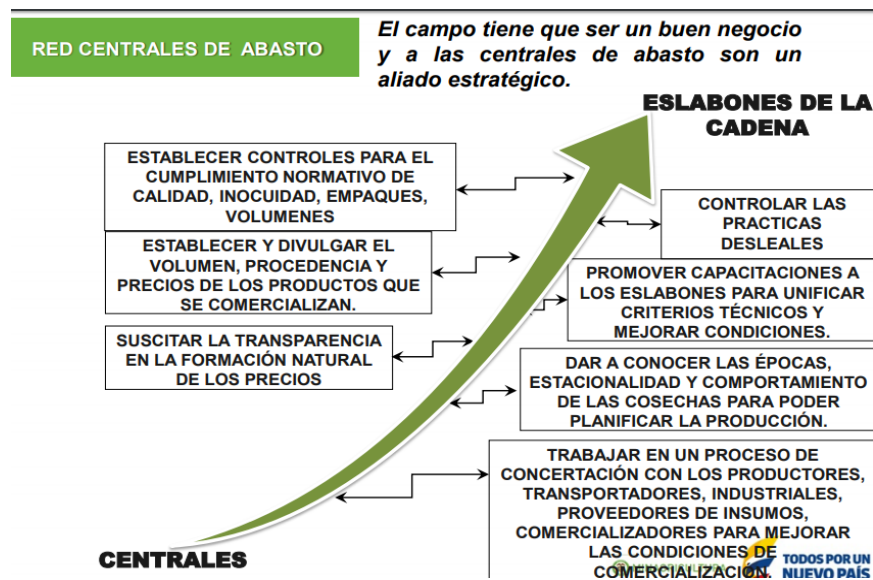 RED CENTRALES DE ABASTO
El campo tiene que ser un buen negocio
y a las centrales de abasto son un
aliado estratégico.
ESLABONES DE LA
CADENA
ESTABLECER CONTROLES PARA EL
CUMPLIMIENTO NORMATIVO DE
CALIDAD, INOCUIDAD, EMPAQUES,
VOLUMENES
ESTABLECER Y DIVULGAR EL
VOLUMEN, PROCEDENCIA Y
PRECIOS DE LOS PRODUCTOS QUE
SE COMERCIALIZAN.
SUSCITAR LA TRANSPARENCIA
EN LA FORMACIÓN NATURAL
DE LOS PRECIOS
CONTROLAR LAS
PRACTICAS
DESLEALES
PROMOVER CAPACITACIONES A
LOS ESLABONES PARA UNIFICAR
CRITERIOS TÉCNICOS Y
MEJORAR CONDICIONES.
DAR A CONOCER LAS ÉPOCAS,
ESTACIONALIDAD Y COMPORTAMIENTO
DE LAS COSECHAS PARA PODER
PLANIFICAR LA PRODUCCIÓN.
TRABAJAR EN UN PROCESO DE
CONCERTACIÓN CON LOS PRODUCTORES,
TRANSPORTADORES, INDUSTRIALES,
PROVEEDORES DE INSUMOS,
COMERCIALIZADORES PARA MEJORAR
LAS CONDICIONES DE
COMERCIALIZACIÓN.
CENTRALES
TODOS POR UN
NUEVO PAÍS